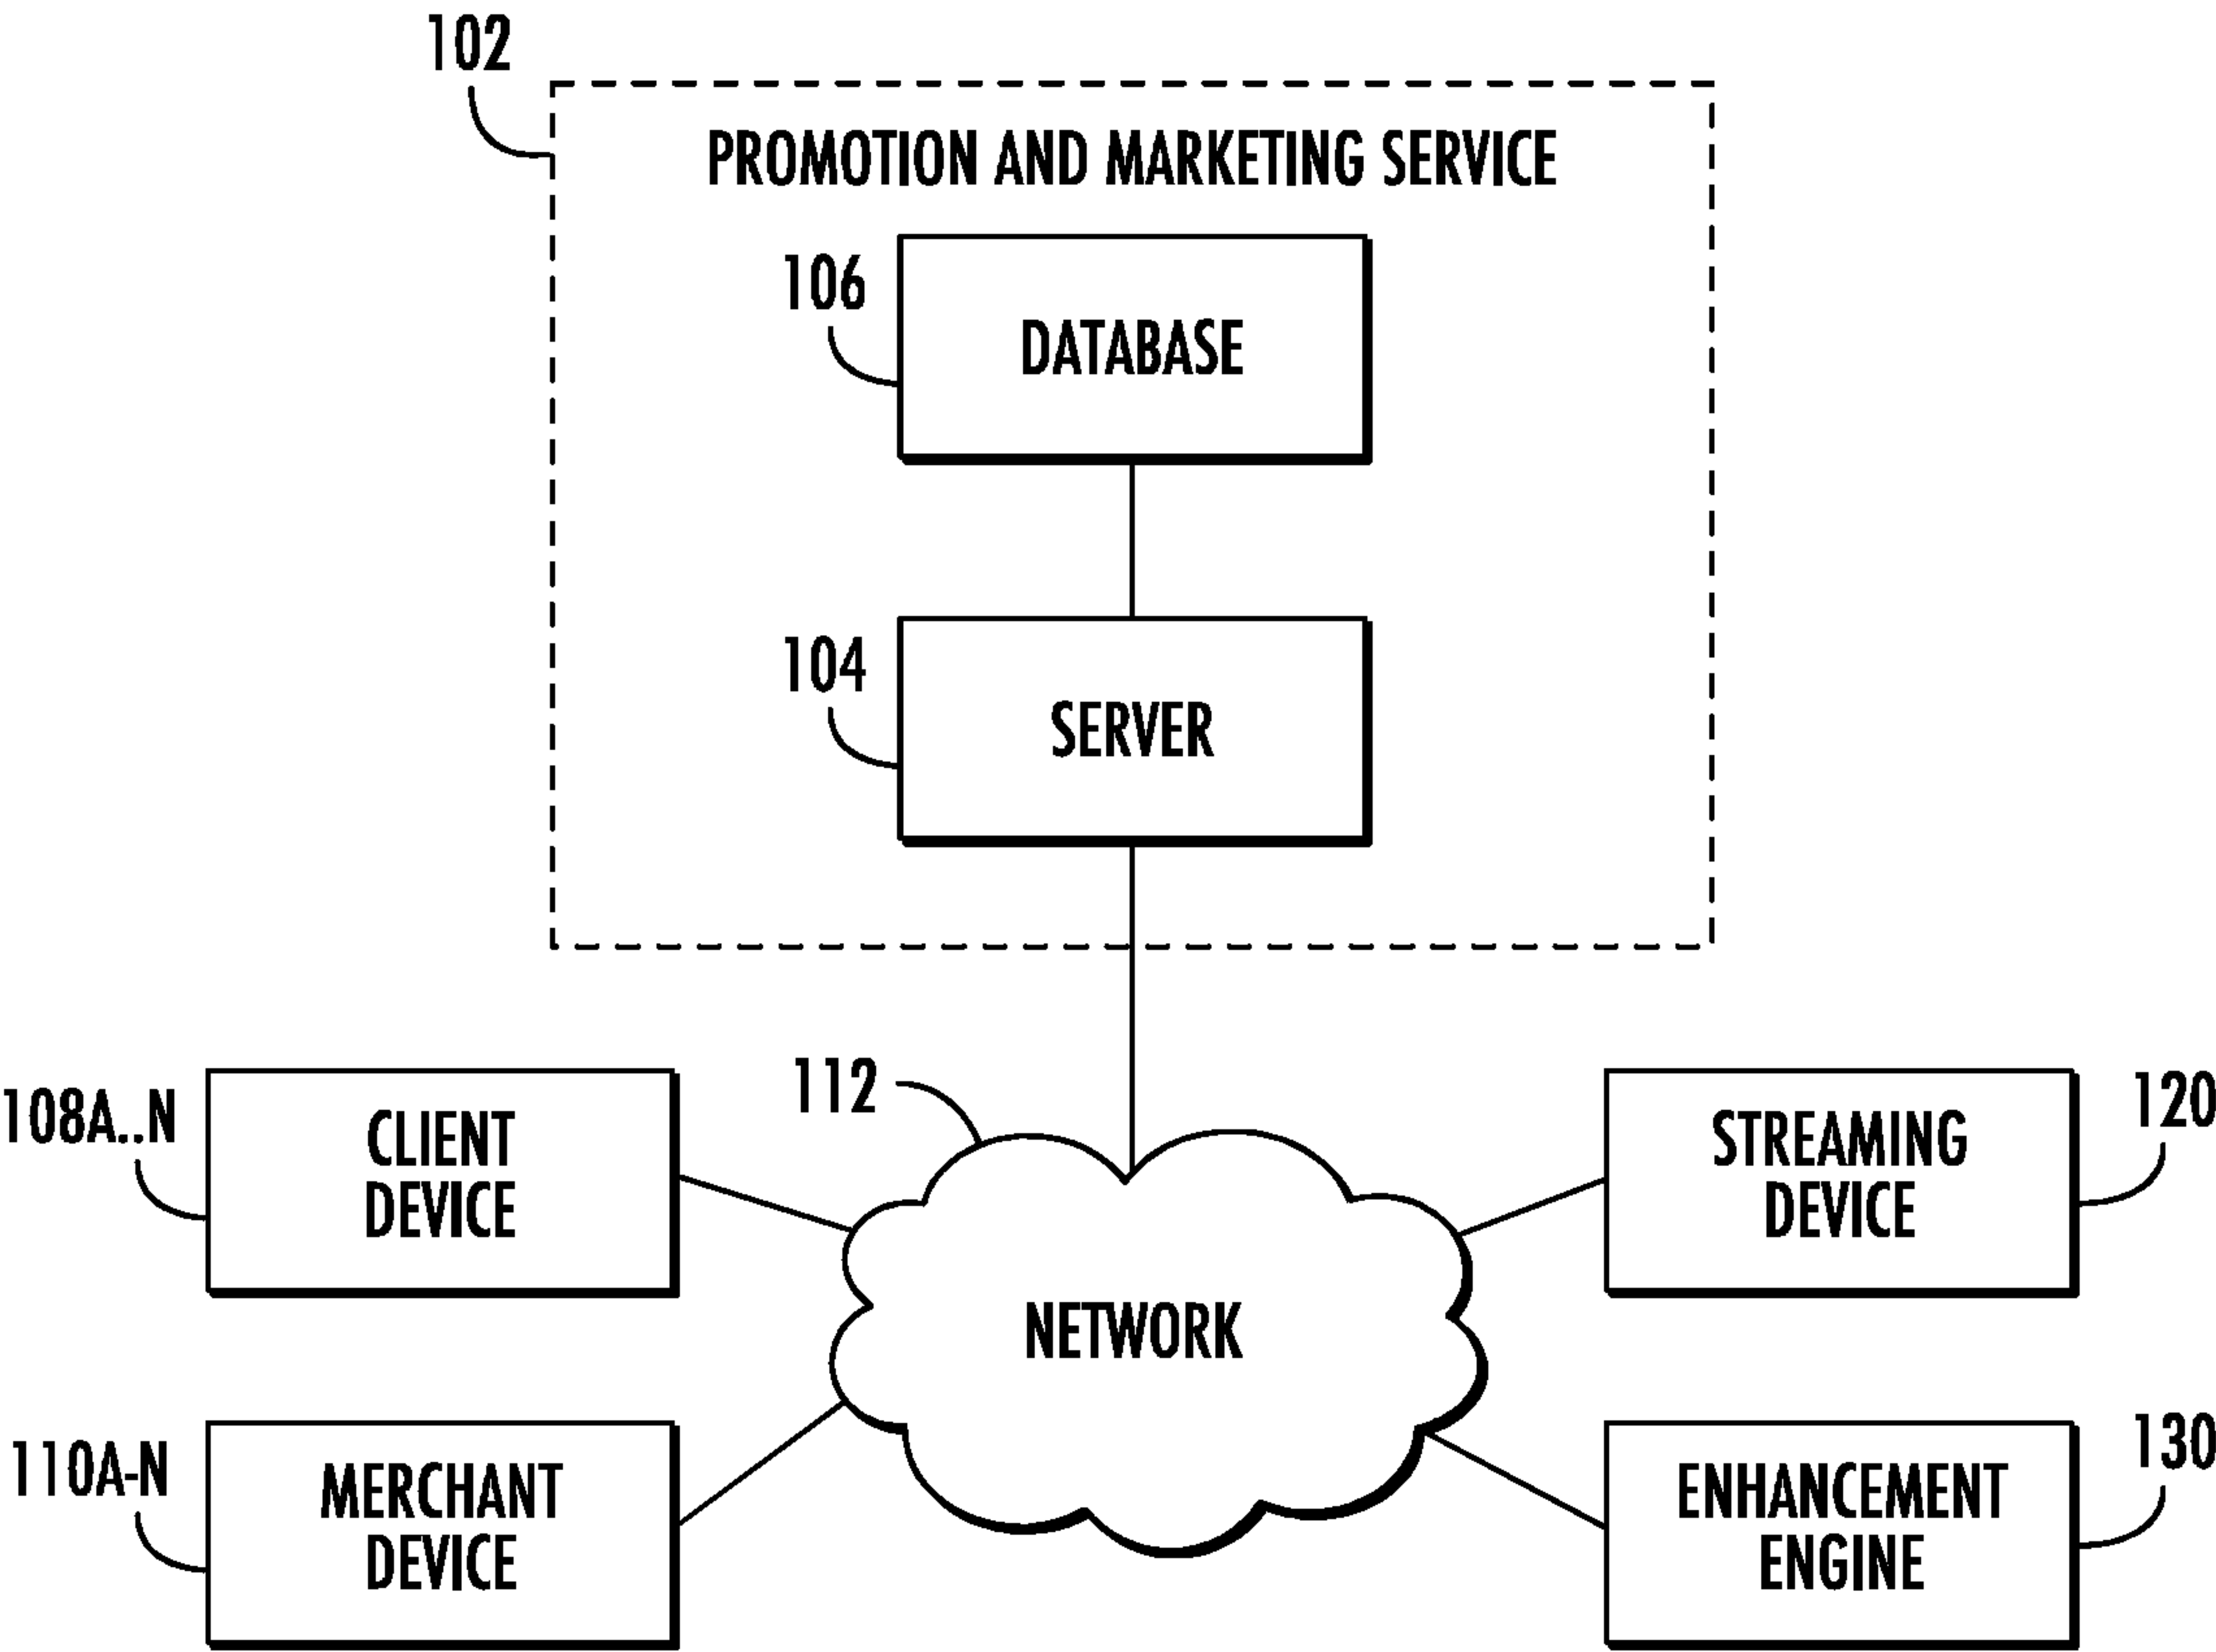 102
PROMOTION AND MARKETING SERVICE
106
DATABASE
104
SERVER
112
108A..N
CLIENT
DEVICE
STREAMING
DEVICE
120
NETWORK
110A-N
MERCHANT
DEVICE
ENHANCEMENT
ENGINE
130